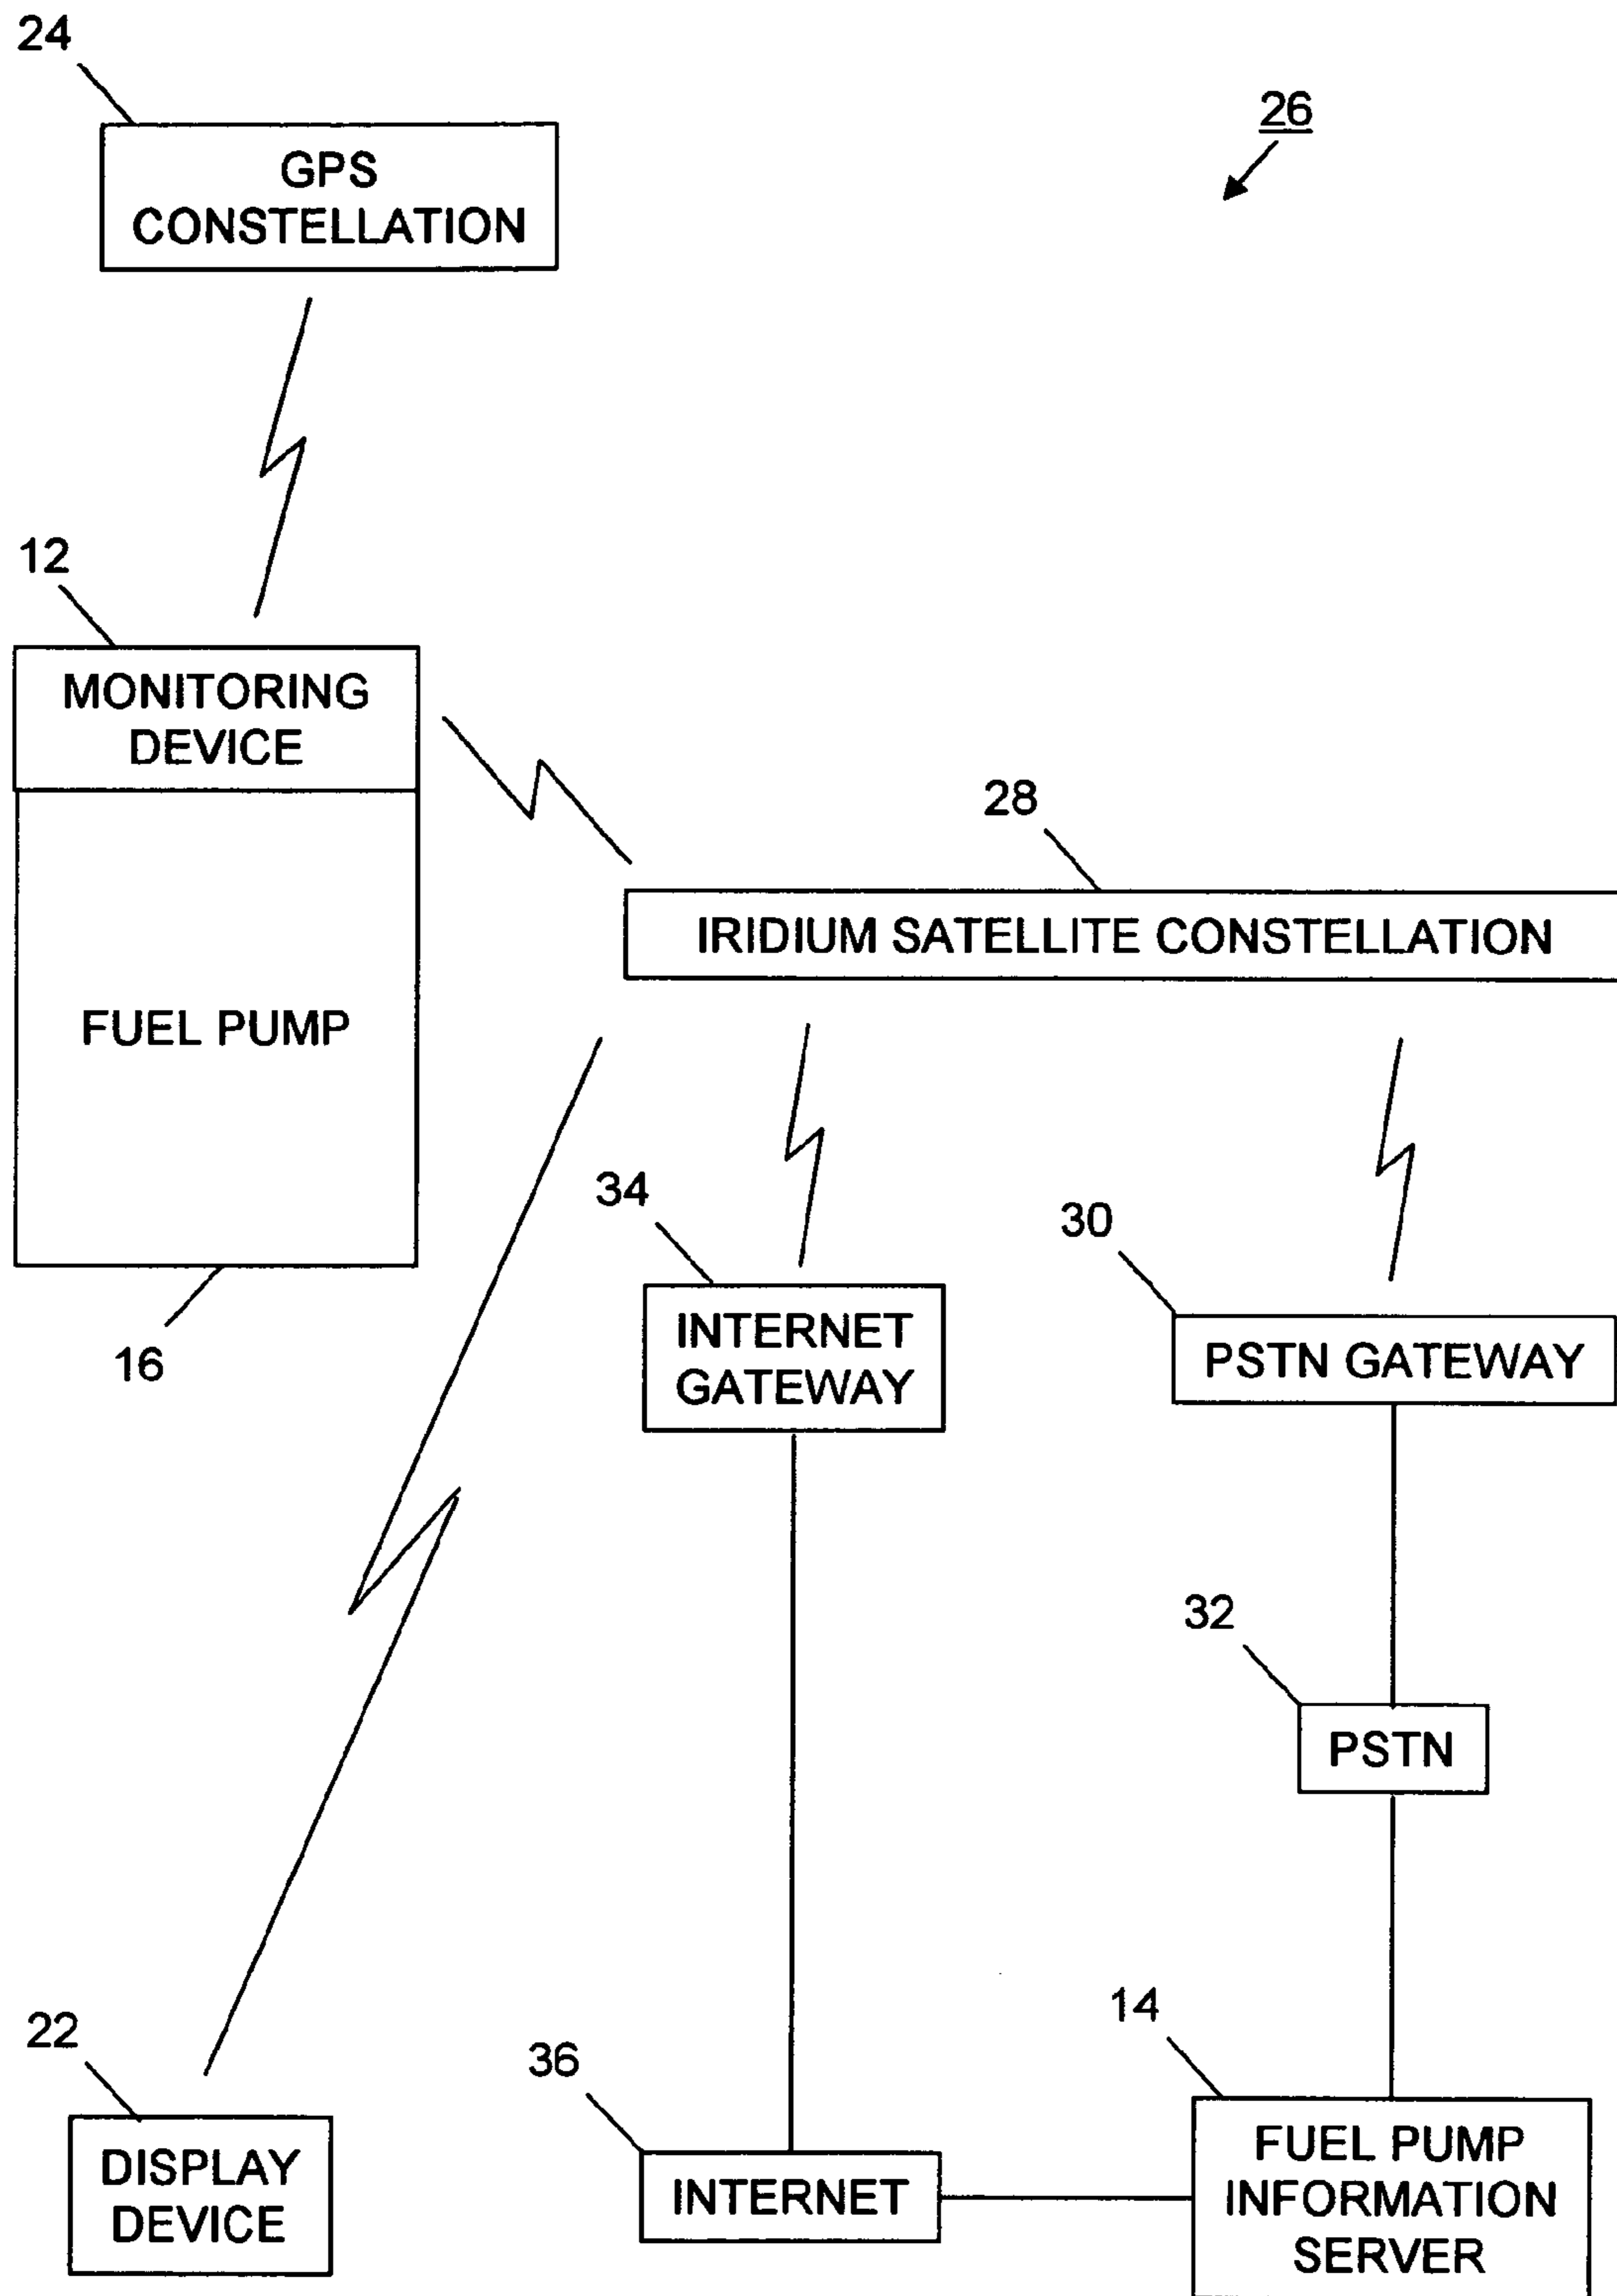 24
26
GPS
CONSTELLATION
12
MONITORING
DEVICE
28
IRIDIUM SATELLITE CONSTELLATION
FUEL PUMP
34
30
INTERNET
GATEWAY
PSTN GATEWAY
16
32
PSTN
22
14
36
DISPLAY
DEVICE
INTERNET
FUEL PUMP
INFORMATION
SERVER